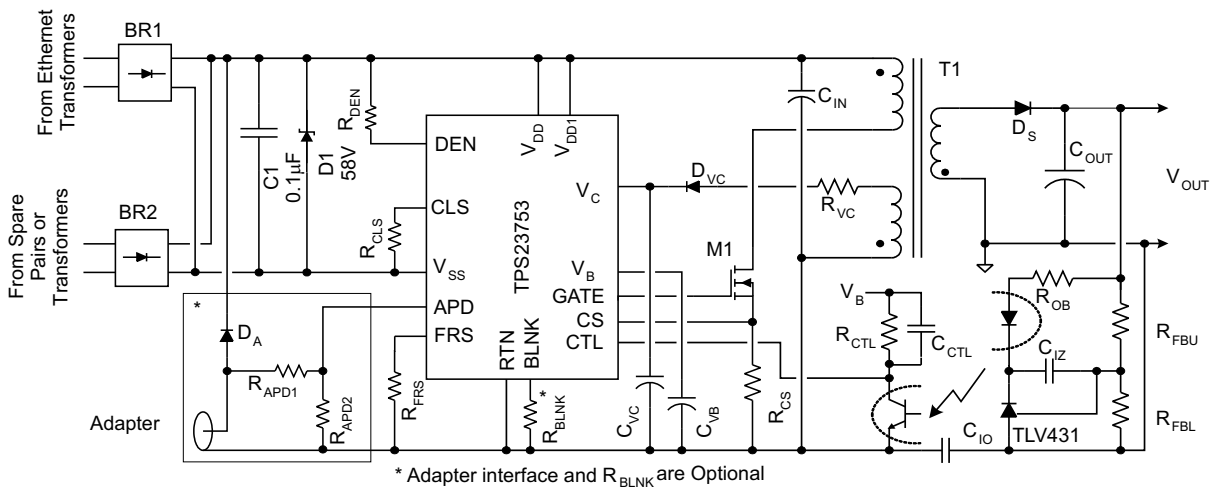 BR1
From Ethernet
Transformers
BR2
From Spare
Pairs or
Transformers
C1
0.1μF
D1
58V
R_DEN
R_CLS
DEN
CLS
V_SS
APD
FRS
TPS23753
V_DD
V_DD1
V_C
V_B
GATE
CS
CTL
RTN
BLNK
*
D_A
R_APD1
R_APD2
Adapter
R_FRS
*
R_BLNK
C_VC
C_VB
R_CS
M1
D_VC
R_VC
C_IN
T1
D_S
C_OUT
V_OUT
V_B
R_CTL
C_CTL
R_OB
C_IZ
R_FBU
R_FBL
TLV431
C_IO
* Adapter interface and R_BLNK are Optional